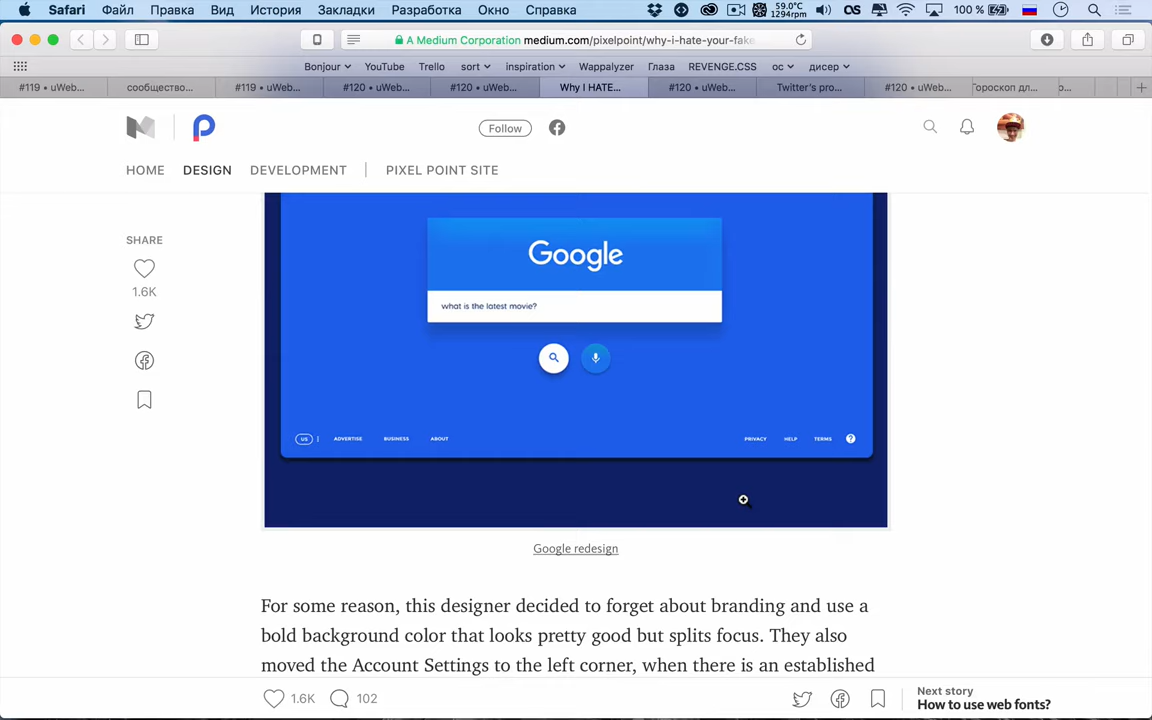 Safari Файл Правка Вид История Закладки Разработка Окно Справка 59.0°C 1294rpm 100 %
A Medium Corporation medium.com/pixelpoint/why-i-hate-your-fake-
Bonjour YouTube Trello sort inspiration Wappalyzer Глаза REVENGE.CSS ос дисер
#119 • uWeb... сообщество... #119 • uWeb... #120 • uWeb... #120 • uWeb... Why I HATE... #120 • uWeb... Twitter's pro... #120 • uWeb... Гороскоп дл...
Follow
HOME DESIGN DEVELOPMENT PIXEL POINT SITE
SHARE
1.6K
Google
what is the latest movie?
US ADVERTISE BUSINESS ABOUT PRIVACY HELP TERMS ?
Google redesign
For some reason, this designer decided to forget about branding and use a
bold background color that looks pretty good but splits focus. They also
moved the Account Settings to the left corner, when there is an established
1.6K 102
Next story
How to use web fonts?